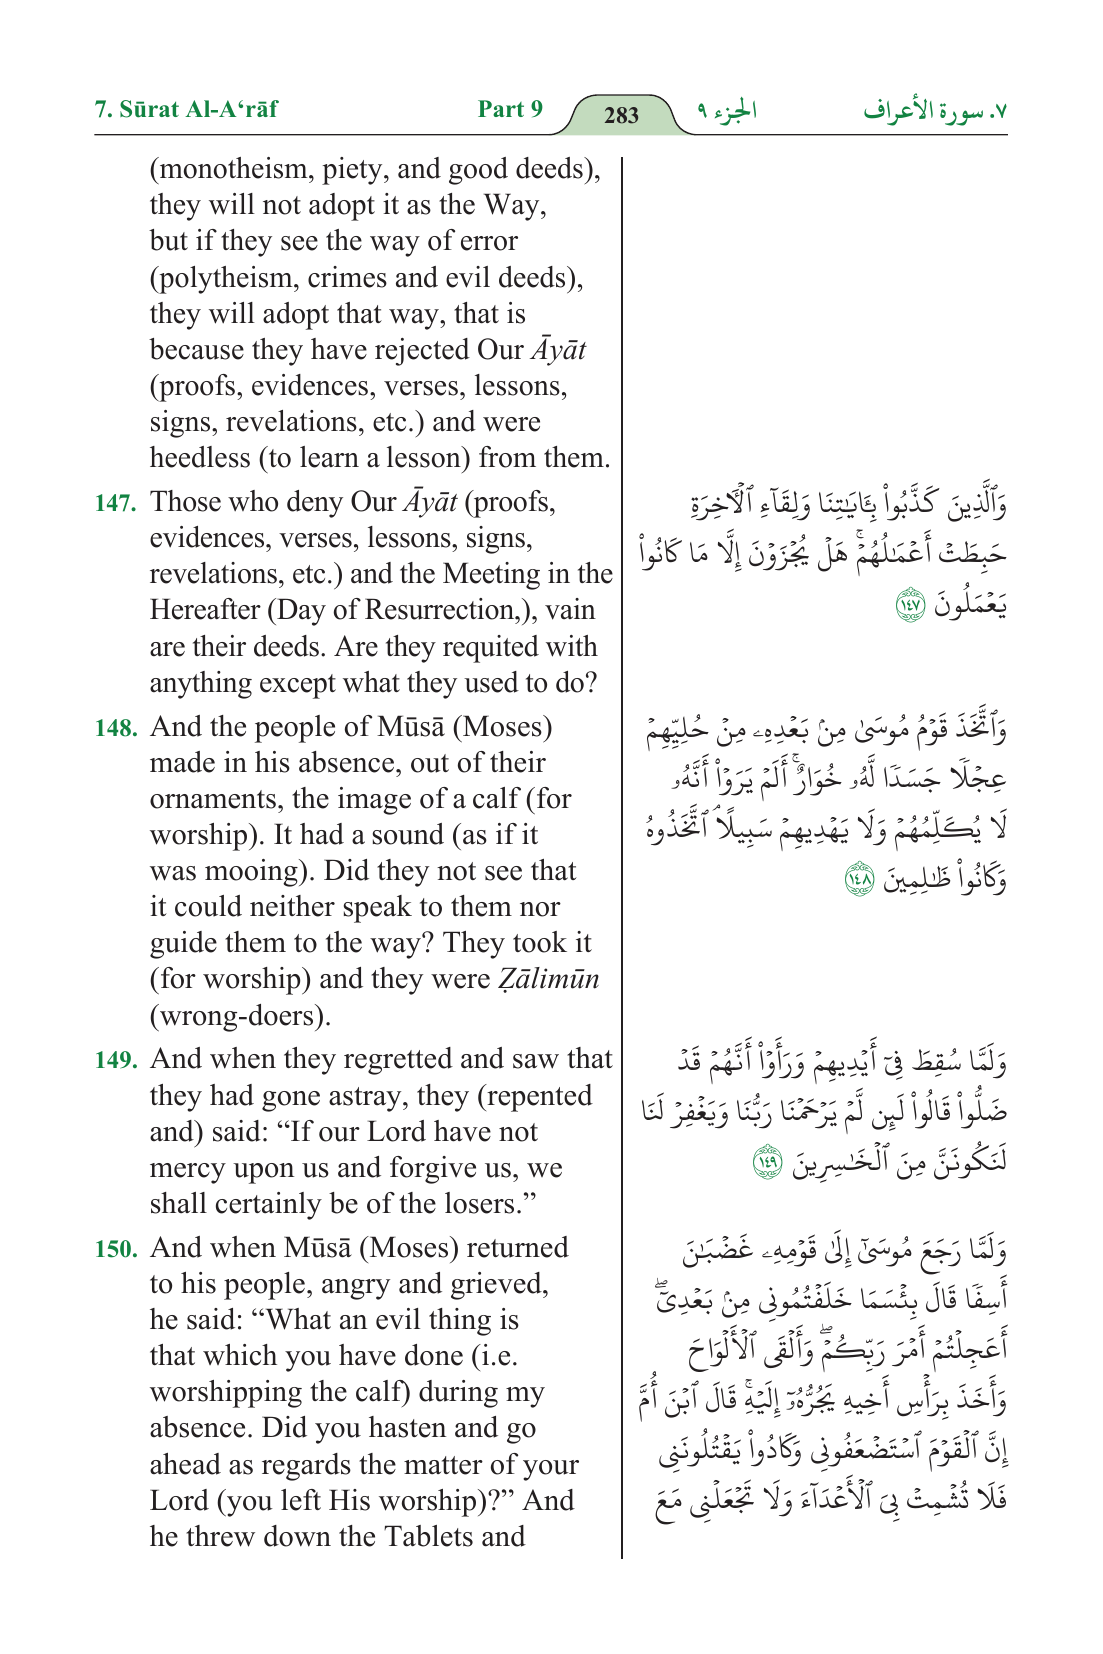 7. Sūrat Al-A‘rāf Part 9 283 الجزء ٩ ٧. سورة الأعراف
(monotheism, piety, and good deeds),
they will not adopt it as the Way,
but if they see the way of error
(polytheism, crimes and evil deeds),
they will adopt that way, that is
because they have rejected Our Āyāt
(proofs, evidences, verses, lessons,
signs, revelations, etc.) and were
heedless (to learn a lesson) from them.
147. Those who deny Our Āyāt (proofs,
evidences, verses, lessons, signs,
revelations, etc.) and the Meeting in the
Hereafter (Day of Resurrection,), vain
are their deeds. Are they requited with
anything except what they used to do?
148. And the people of Mūsā (Moses)
made in his absence, out of their
ornaments, the image of a calf (for
worship). It had a sound (as if it
was mooing). Did they not see that
it could neither speak to them nor
guide them to the way? They took it
(for worship) and they were Ẓālimūn
(wrong-doers).
149. And when they regretted and saw that
they had gone astray, they (repented
and) said: “If our Lord have not
mercy upon us and forgive us, we
shall certainly be of the losers.”
150. And when Mūsā (Moses) returned
to his people, angry and grieved,
he said: “What an evil thing is
that which you have done (i.e.
worshipping the calf) during my
absence. Did you hasten and go
ahead as regards the matter of your
Lord (you left His worship)?” And
he threw down the Tablets and
وَٱلَّذِينَ كَذَّبُوا۟ بِـَٔايَـٰتِنَا وَلِقَآءِ ٱلْـَٔاخِرَةِ
حَبِطَتْ أَعْمَـٰلُهُمْ ۚ هَلْ يُجْزَوْنَ إِلَّا مَا كَانُوا۟
يَعْمَلُونَ ١٤٧
وَٱتَّخَذَ قَوْمُ مُوسَىٰ مِنۢ بَعْدِهِۦ مِنْ حُلِيِّهِمْ
عِجْلًا جَسَدًا لَّهُۥ خُوَارٌ ۚ أَلَمْ يَرَوْا۟ أَنَّهُۥ
لَا يُكَلِّمُهُمْ وَلَا يَهْدِيهِمْ سَبِيلًا ۘ ٱتَّخَذُوهُ
وَكَانُوا۟ ظَـٰلِمِينَ ١٤٨
وَلَمَّا سُقِطَ فِىٓ أَيْدِيهِمْ وَرَأَوْا۟ أَنَّهُمْ قَدْ
ضَلُّوا۟ قَالُوا۟ لَئِن لَّمْ يَرْحَمْنَا رَبُّنَا وَيَغْفِرْ لَنَا
لَنَكُونَنَّ مِنَ ٱلْخَـٰسِرِينَ ١٤٩
وَلَمَّا رَجَعَ مُوسَىٰٓ إِلَىٰ قَوْمِهِۦ غَضْبَـٰنَ
أَسِفًا قَالَ بِئْسَمَا خَلَفْتُمُونِى مِنۢ بَعْدِىٓ ۖ
أَعَجِلْتُمْ أَمْرَ رَبِّكُمْ ۖ وَأَلْقَى ٱلْأَلْوَاحَ
وَأَخَذَ بِرَأْسِ أَخِيهِ يَجُرُّهُۥٓ إِلَيْهِ ۚ قَالَ ٱبْنَ أُمَّ
إِنَّ ٱلْقَوْمَ ٱسْتَضْعَفُونِى وَكَادُوا۟ يَقْتُلُونَنِى
فَلَا تُشْمِتْ بِىَ ٱلْأَعْدَآءَ وَلَا تَجْعَلْنِى مَعَ